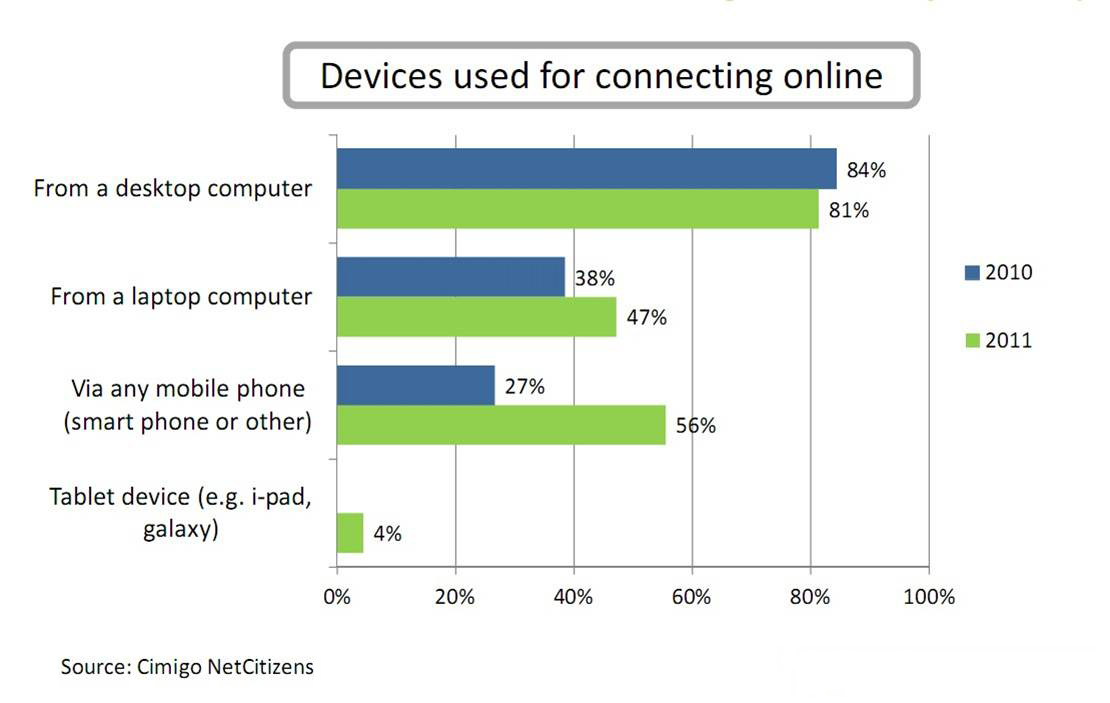 Devices used for connecting online
From a desktop computer
84%
81%
From a laptop computer
38%
47%
Via any mobile phone
(smart phone or other)
27%
56%
Tablet device (e.g. i-pad,
galaxy)
4%
0% 20% 40% 60% 80% 100%
2010
2011
Source: Cimigo NetCitizens